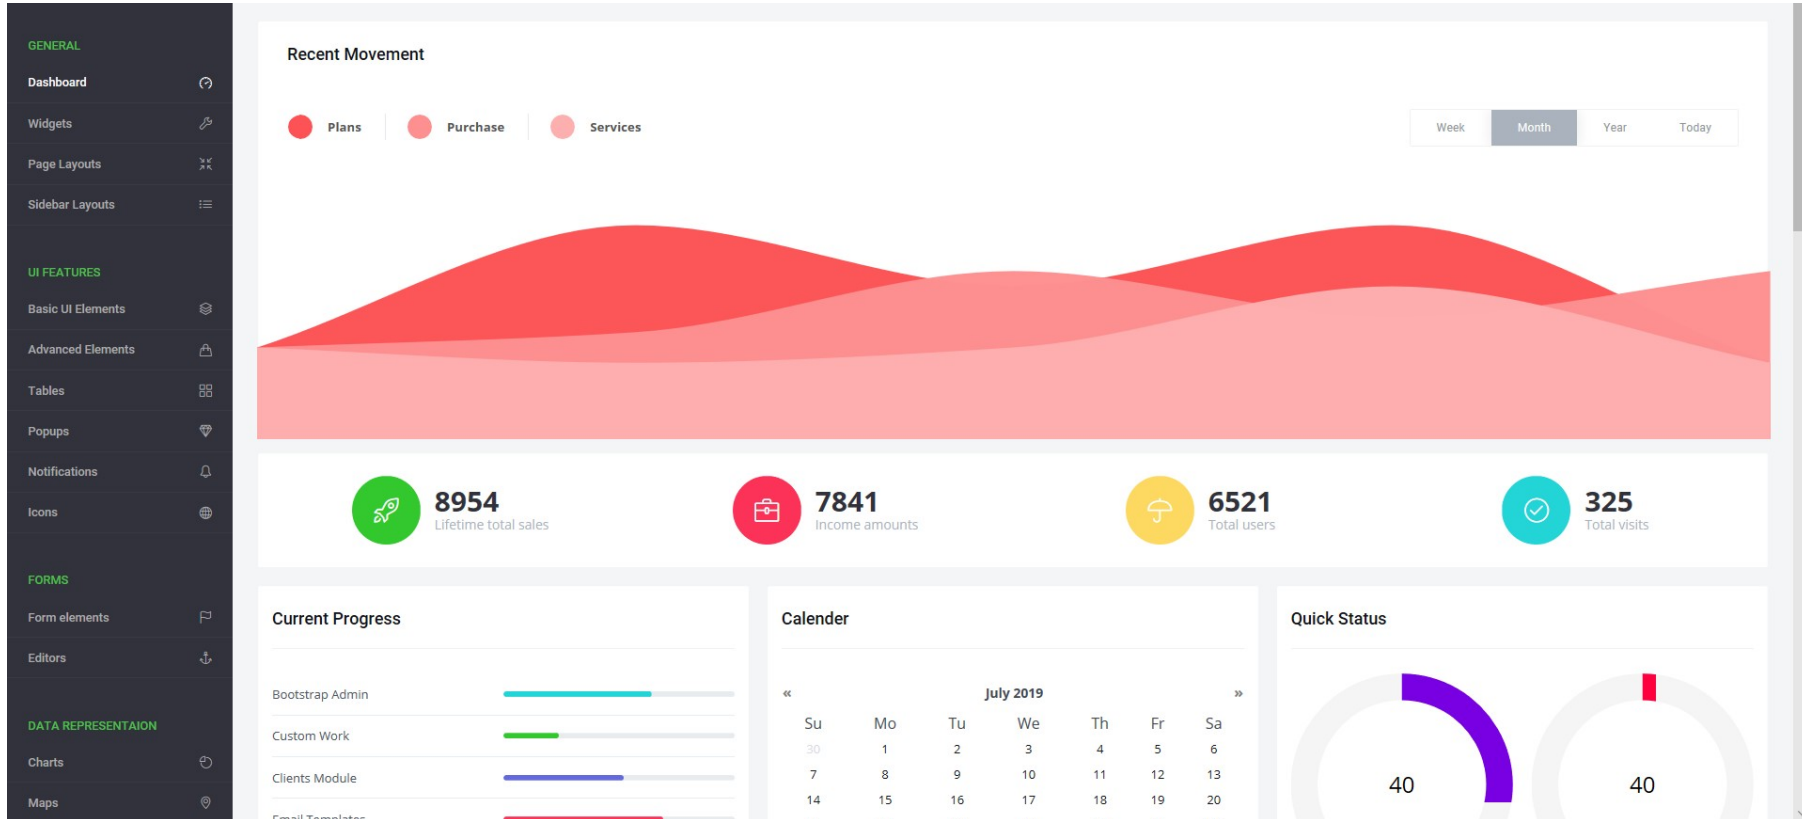 GENERAL
Dashboard
Widgets
Page Layouts
Sidebar Layouts
UI FEATURES
Basic UI Elements
Advanced Elements
Tables
Popups
Notifications
Icons
FORMS
Form elements
Editors
DATA REPRESENTAION
Charts
Maps
Recent Movement
Plans Purchase Services
Week Month Year Today
8954
Lifetime total sales
7841
Income amounts
6521
Total users
325
Total visits
Current Progress
Bootstrap Admin
Custom Work
Clients Module
Email Templates
Calender
« July 2019 »
Su Mo Tu We Th Fr Sa
30 1 2 3 4 5 6
7 8 9 10 11 12 13
14 15 16 17 18 19 20
Quick Status
40
40